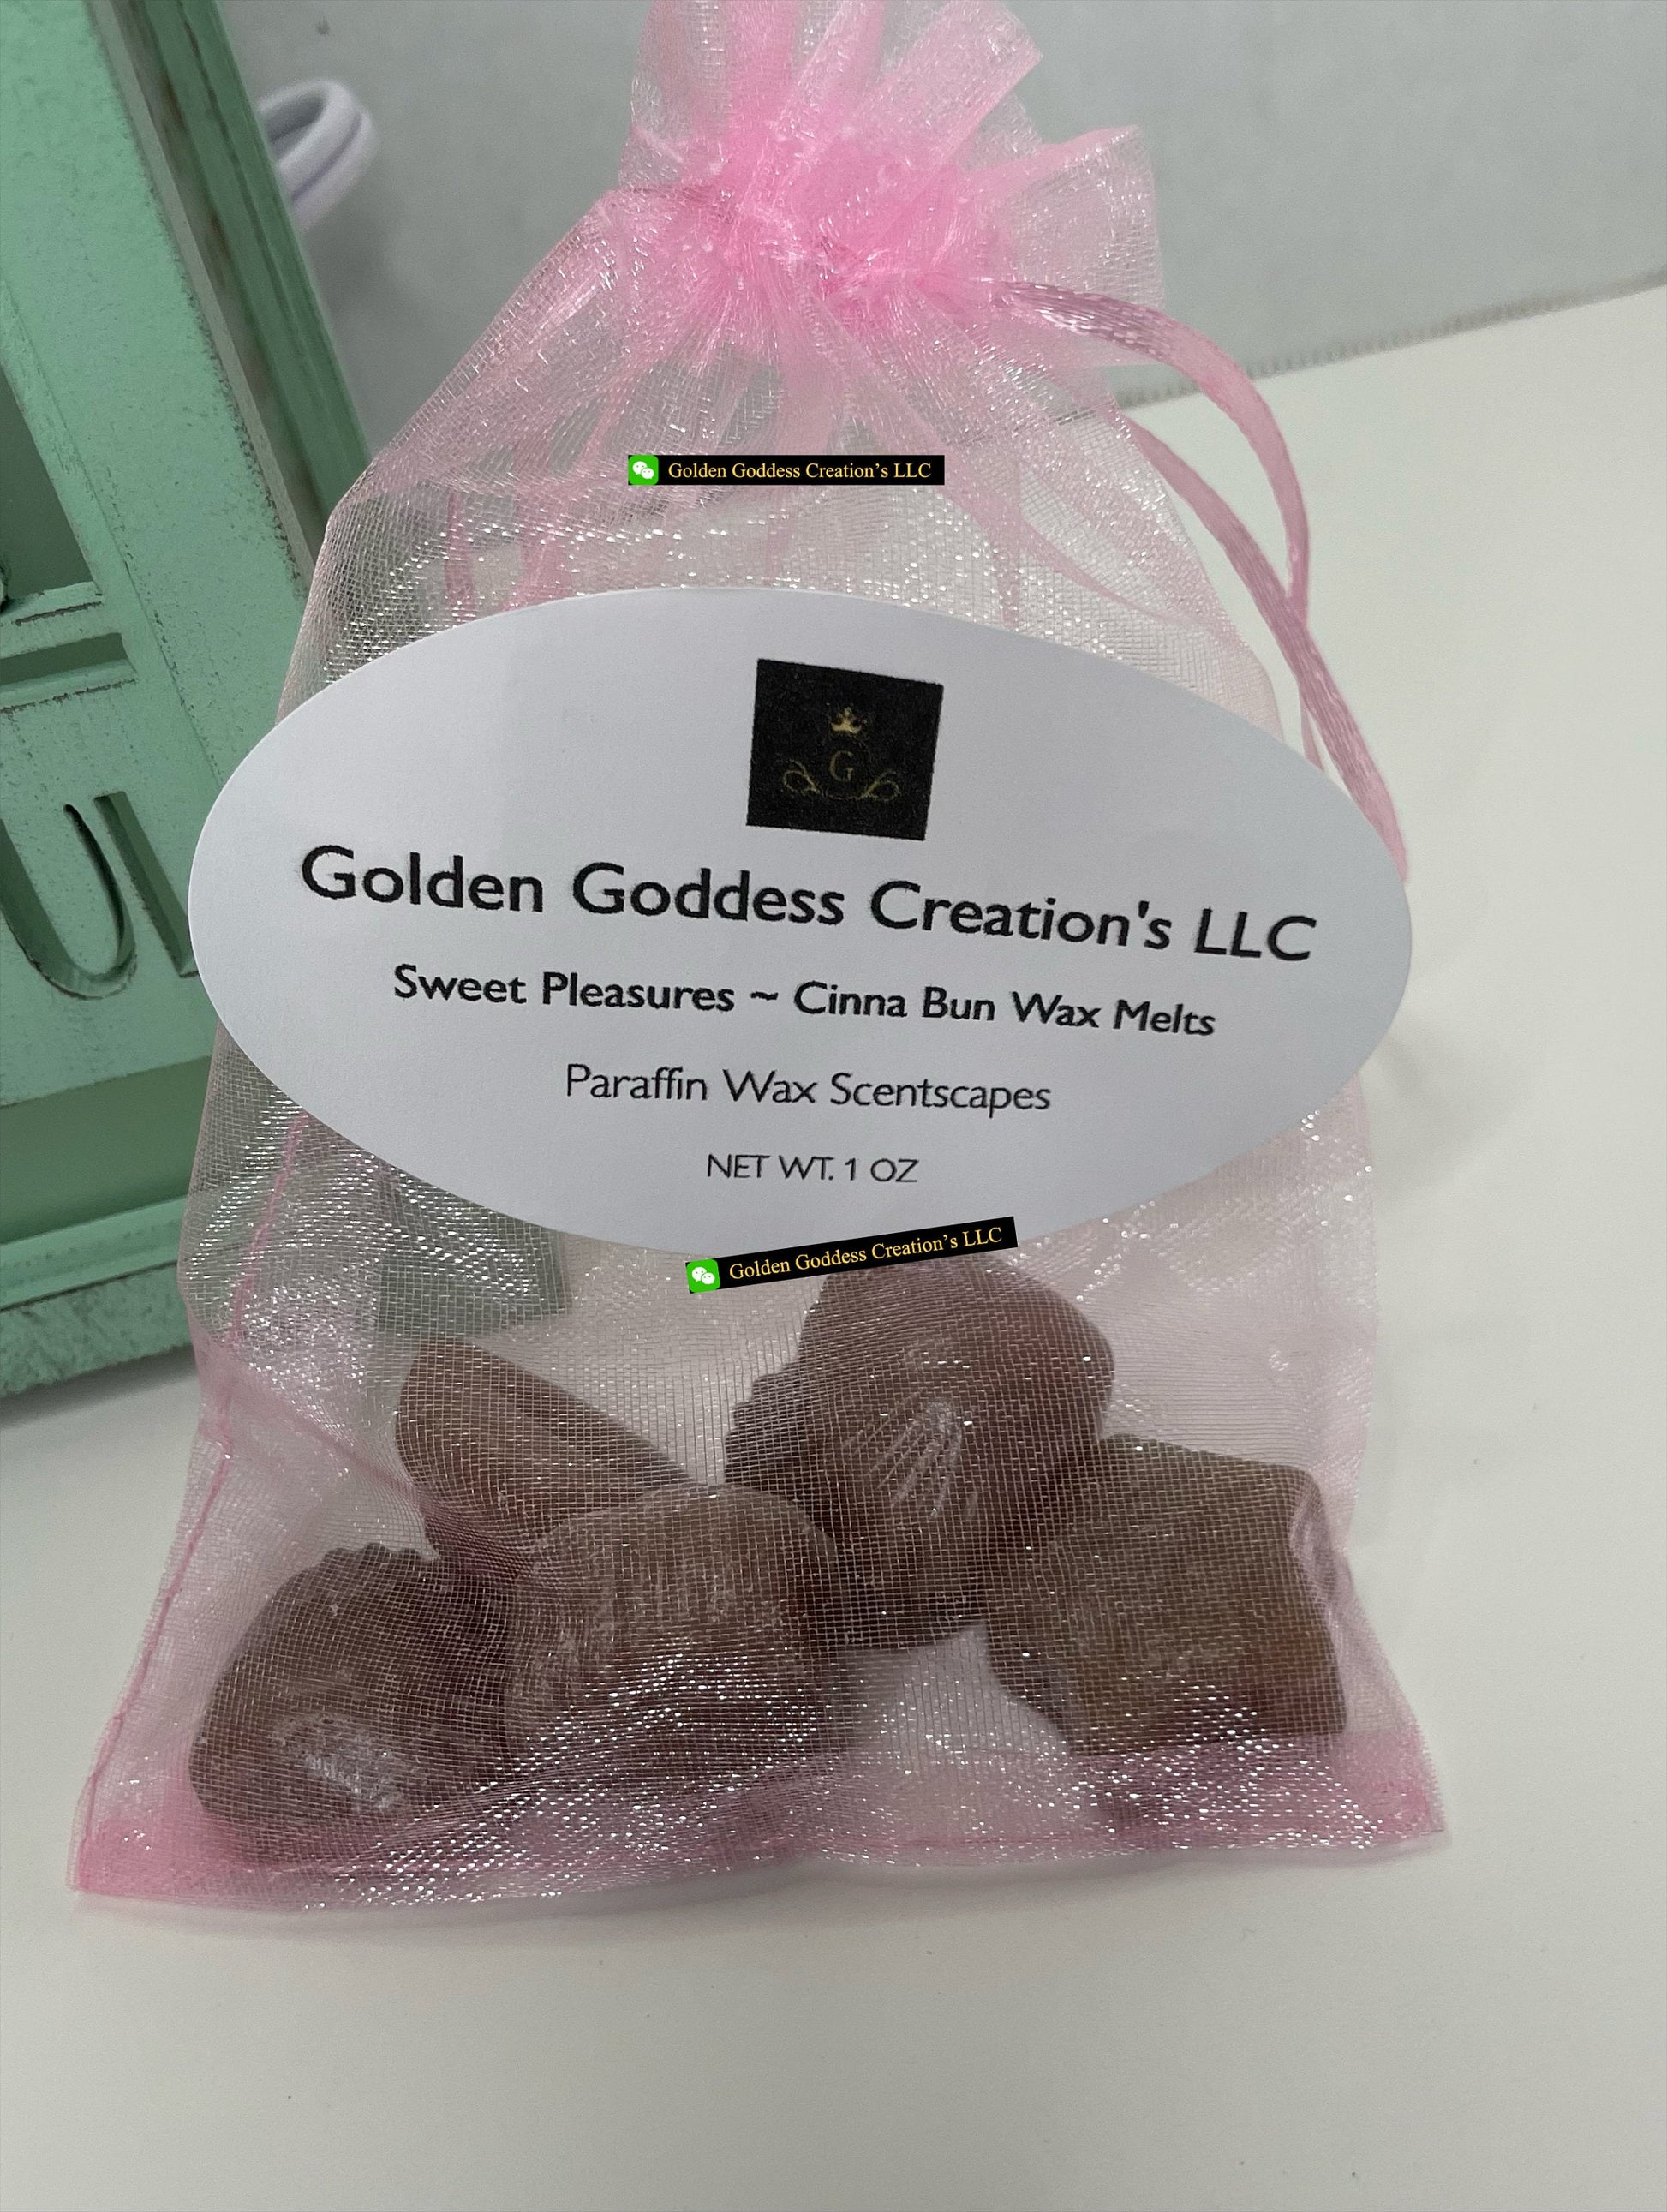 Golden Goddess Creation’s LLC
G
Golden Goddess Creation's LLC
Sweet Pleasures ~ Cinna Bun Wax Melts
Paraffin Wax Scentscapes
NET WT. 1 OZ
Golden Goddess Creation’s LLC